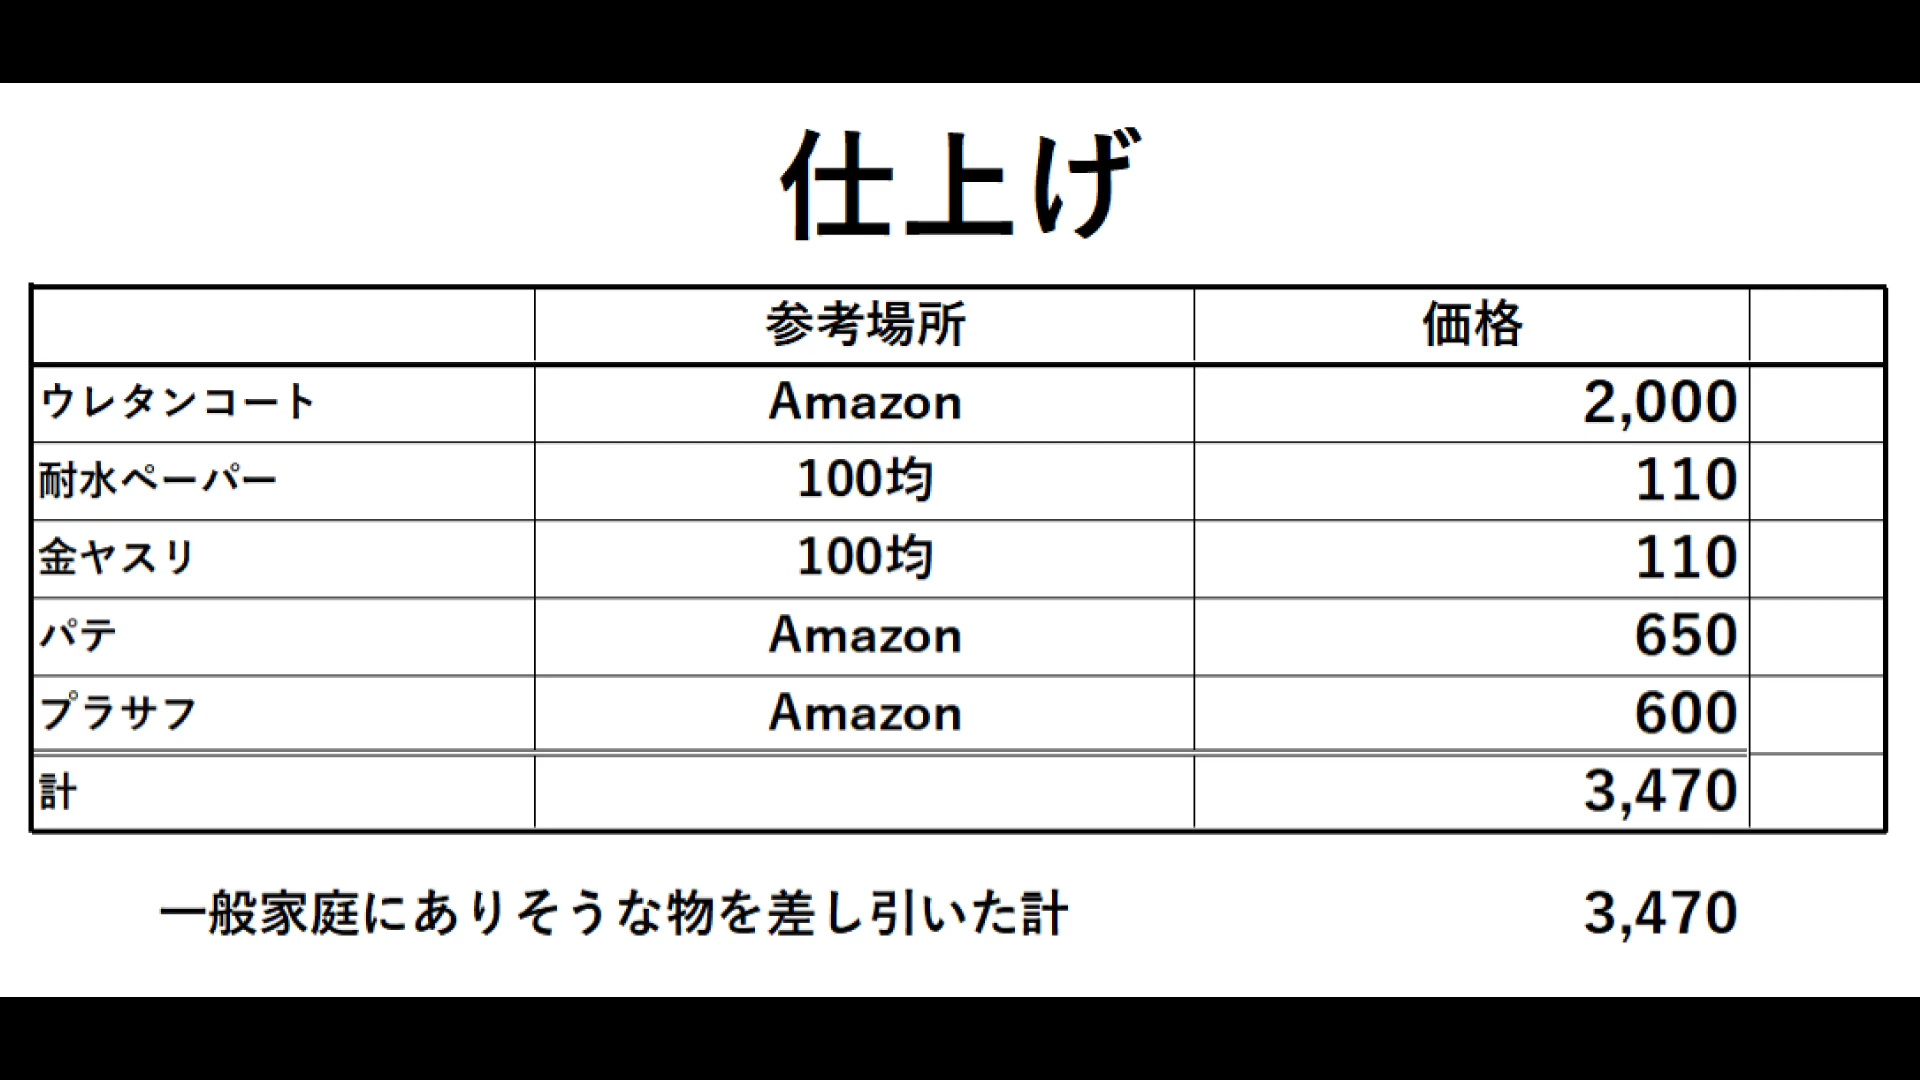 仕上げ
参考場所 価格
ウレタンコート Amazon 2,000
耐水ペーパー 100均 110
金ヤスリ 100均 110
パテ Amazon 650
プラサフ Amazon 600
計 3,470
一般家庭にありそうな物を差し引いた計 3,470